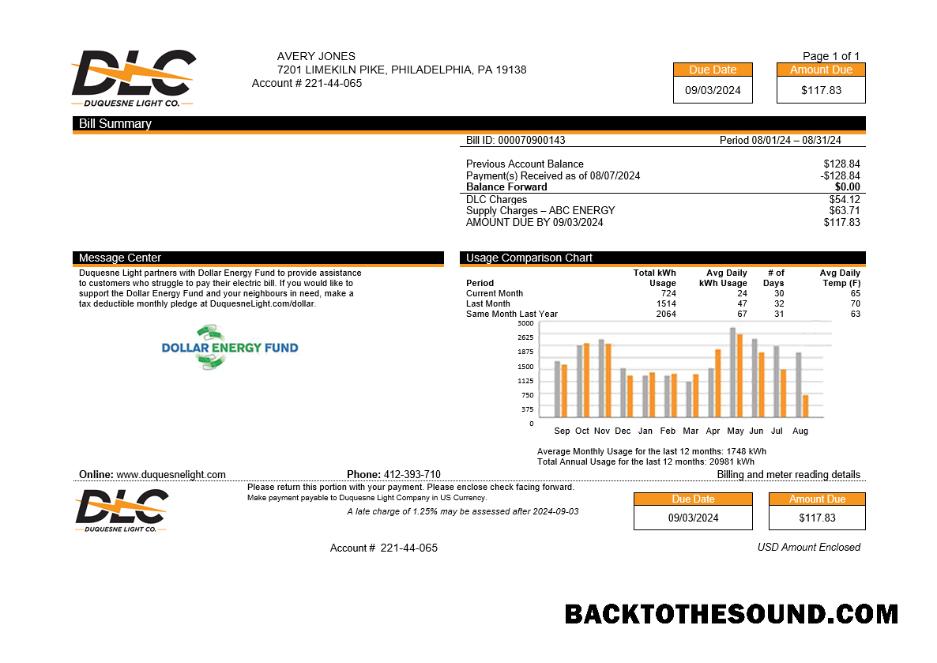 DLC
DUQUESNE LIGHT CO.
AVERY JONES
7201 LIMEKILN PIKE, PHILADELPHIA, PA 19138
Account # 221-44-065
Page 1 of 1
Due Date Amount Due
09/03/2024 $117.83
Bill Summary
Bill ID: 000070900143 Period 08/01/24 – 08/31/24
Previous Account Balance $128.84
Payment(s) Received as of 08/07/2024 -$128.84
Balance Forward $0.00
DLC Charges $54.12
Supply Charges – ABC ENERGY $63.71
AMOUNT DUE BY 09/03/2024 $117.83
Message Center
Duquesne Light partners with Dollar Energy Fund to provide assistance
to customers who struggle to pay their electric bill. If you would like to
support the Dollar Energy Fund and your neighbours in need, make a
tax deductible monthly pledge at DuquesneLight.com/dollar.
DOLLAR ENERGY FUND
Usage Comparison Chart
Total kWh Avg Daily # of Avg Daily
Period Usage kWh Usage Days Temp (F)
Current Month 724 24 30 65
Last Month 1514 47 32 70
Same Month Last Year 2064 67 31 63
3000
2625
1875
1500
1125
750
375
0
Sep Oct Nov Dec Jan Feb Mar Apr May Jun Jul Aug
Average Monthly Usage for the last 12 months: 1748 kWh
Total Annual Usage for the last 12 months: 20981 kWh
Online: www.duquesnelight.com Phone: 412-393-710 Billing and meter reading details
DLC
DUQUESNE LIGHT CO.
Please return this portion with your payment. Please enclose check facing forward.
Make payment payable to Duquesne Light Company in US Currency.
A late charge of 1.25% may be assessed after 2024-09-03
Due Date Amount Due
09/03/2024 $117.83
Account # 221-44-065
USD Amount Enclosed
BACKTOTHESOUND.COM